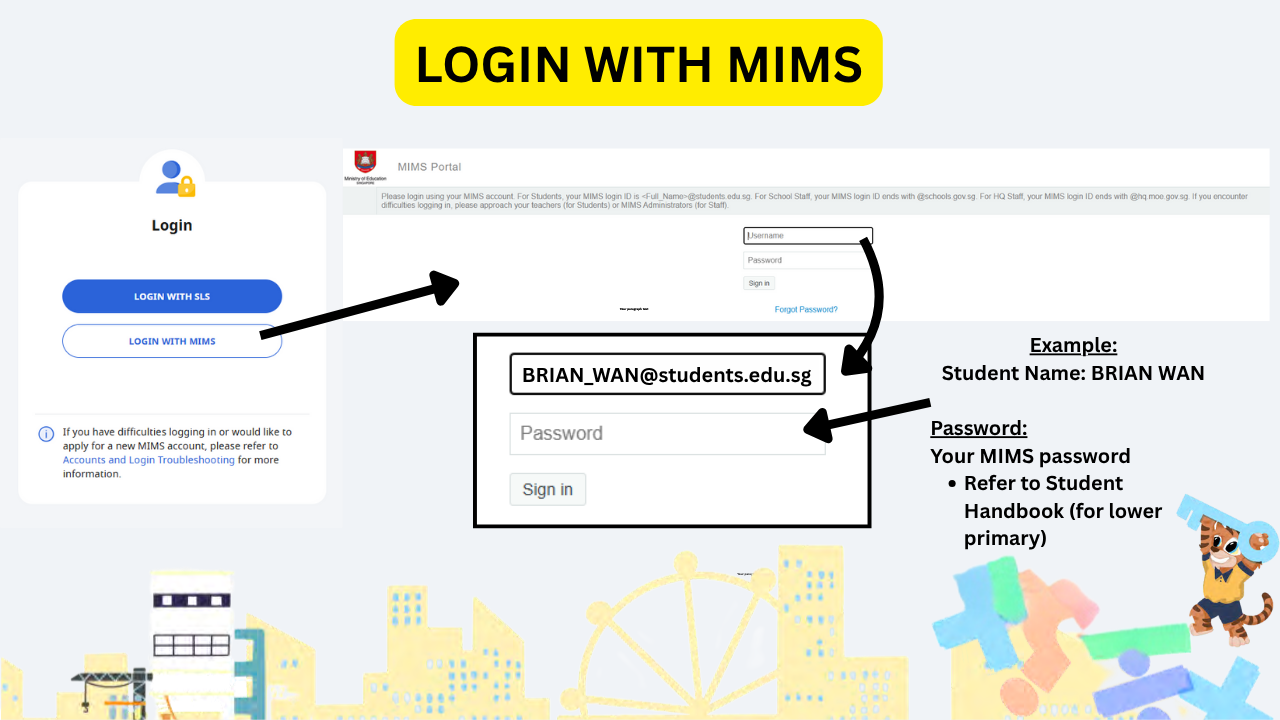 LOGIN WITH MIMS
Login
LOGIN WITH SLS
LOGIN WITH MIMS
If you have difficulties logging in or would like to
apply for a new MIMS account, please refer to
Accounts and Login Troubleshooting for more
information.
Ministry of Education
SINGAPORE
MIMS Portal
Please login using your MIMS account. For Students, your MIMS login ID is <Full_Name>@students.edu.sg. For School Staff, your MIMS login ID ends with @schools.gov.sg. For HQ Staff, your MIMS login ID ends with @hq.moe.gov.sg. If you encounter
difficulties logging in, please approach your teachers (for Students) or MIMS Administrators (for Staff).
Username
Password
Sign in
Forgot Password?
Your paragraph text
BRIAN_WAN@students.edu.sg
Password
Sign in
Example:
Student Name: BRIAN WAN
Password:
Your MIMS password
• Refer to Student
Handbook (for lower
primary)